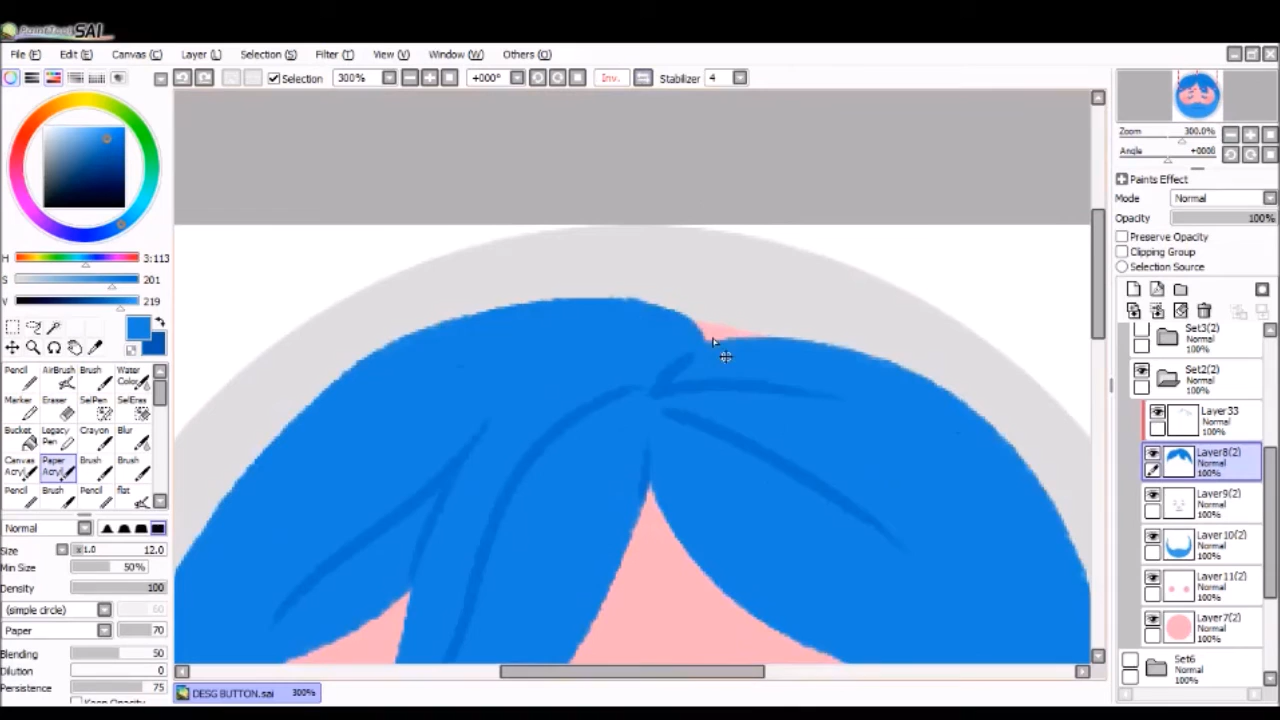 PaintTool SAI
File (F) Edit (E) Canvas (C) Layer (L) Selection (S) Filter (T) View (V) Window (W) Others (O)
Selection 300% +000° Inv. Stabilizer 4
Zoom 300.0%
Angle +0008
Paints Effect
Mode Normal
Opacity 100%
Preserve Opacity
Clipping Group
Selection Source
H 3:113
S 201
V 219
Pencil AirBrush Brush Water Color
Marker Eraser SelPen SelEras
Bucket Legacy Pen Crayon Blur
Canvas Acryl Paper Acryl Brush Brush
Pencil Brush Pencil flat
Normal
Size x1.0 12.0
Min Size 50%
Density 100
(simple circle) 60
Paper 70
Blending 50
Dilution 0
Persistence 75
Keep Opacity
Set3(2)
Normal
100%
Set2(2)
Normal
100%
Layer33
Normal
100%
Layer8(2)
Normal
100%
Layer9(2)
Normal
100%
Layer10(2)
Normal
100%
Layer11(2)
Normal
100%
Layer7(2)
Normal
100%
Set6
Normal
100%
DESG BUTTON.sai 300%